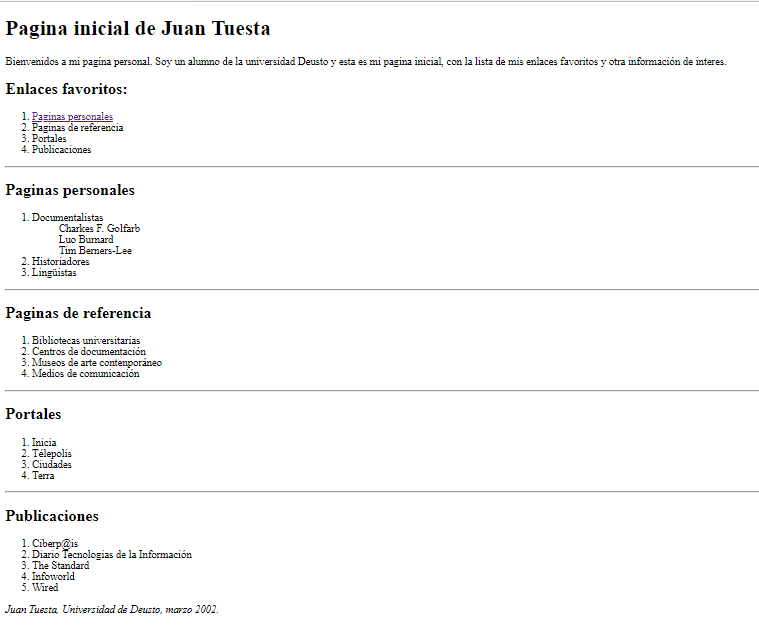 Pagina inicial de Juan Tuesta
Bienvenidos a mi pagina personal. Soy un alumno de la universidad Deusto y esta es mi pagina inicial, con la lista de mis enlaces favoritos y otra información de interes.
Enlaces favoritos:
1. Paginas personales
2. Paginas de referencia
3. Portales
4. Publicaciones
Paginas personales
1. Documentalistas
Charkes F. Golfarb
Luo Burnard
Tim Berners-Lee
2. Historiadores
3. Lingüistas
Paginas de referencia
1. Bibliotecas universitarias
2. Centros de documentación
3. Museos de arte contenporáneo
4. Medios de comunicación
Portales
1. Inicia
2. Télepolis
3. Ciudades
4. Terra
Publicaciones
1. Ciberp@is
2. Diario Tecnologias de la Información
3. The Standard
4. Infoworld
5. Wired
Juan Tuesta, Universidad de Deusto, marzo 2002.